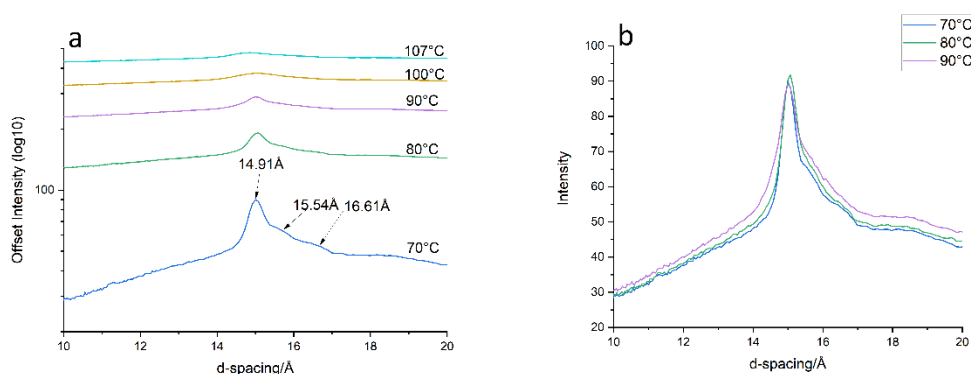 a
107°C
100°C
90°C
80°C
14.91Å
15.54Å
16.61Å
70°C
100
Offset Intensity (log10)
10 12 14 16 18 20
d-spacing/Å
b
70°C
80°C
90°C
100
90
80
70
60
50
40
30
20
Intensity
10 12 14 16 18 20
d-spacing/Å